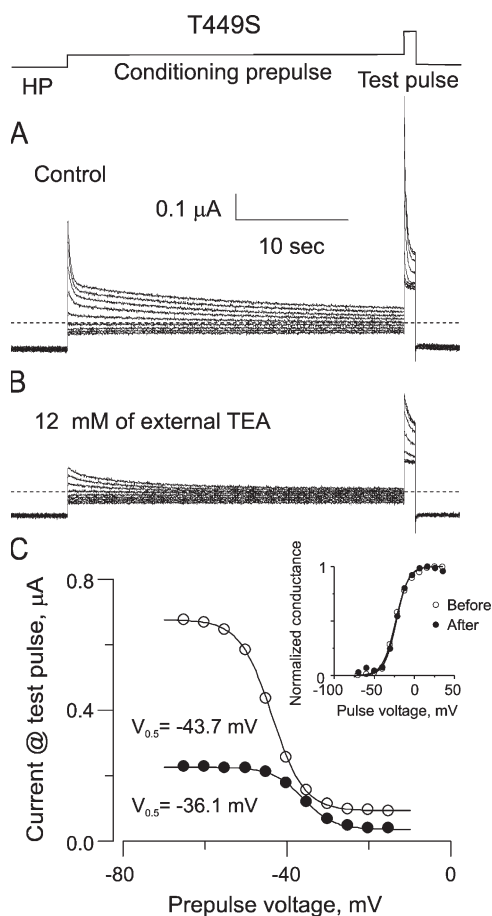 T449S
HP
Conditioning prepulse
Test pulse
A
Control
0.1 μA
10 sec
B
12 mM of external TEA
C
0.8
0.4
0.0
Current @ test pulse, μA
V0.5= -43.7 mV
V0.5= -36.1 mV
-80
-40
0
Prepulse voltage, mV
1
0.5
0
Normalized conductance
Before
After
-100
-50
0
50
Pulse voltage, mV